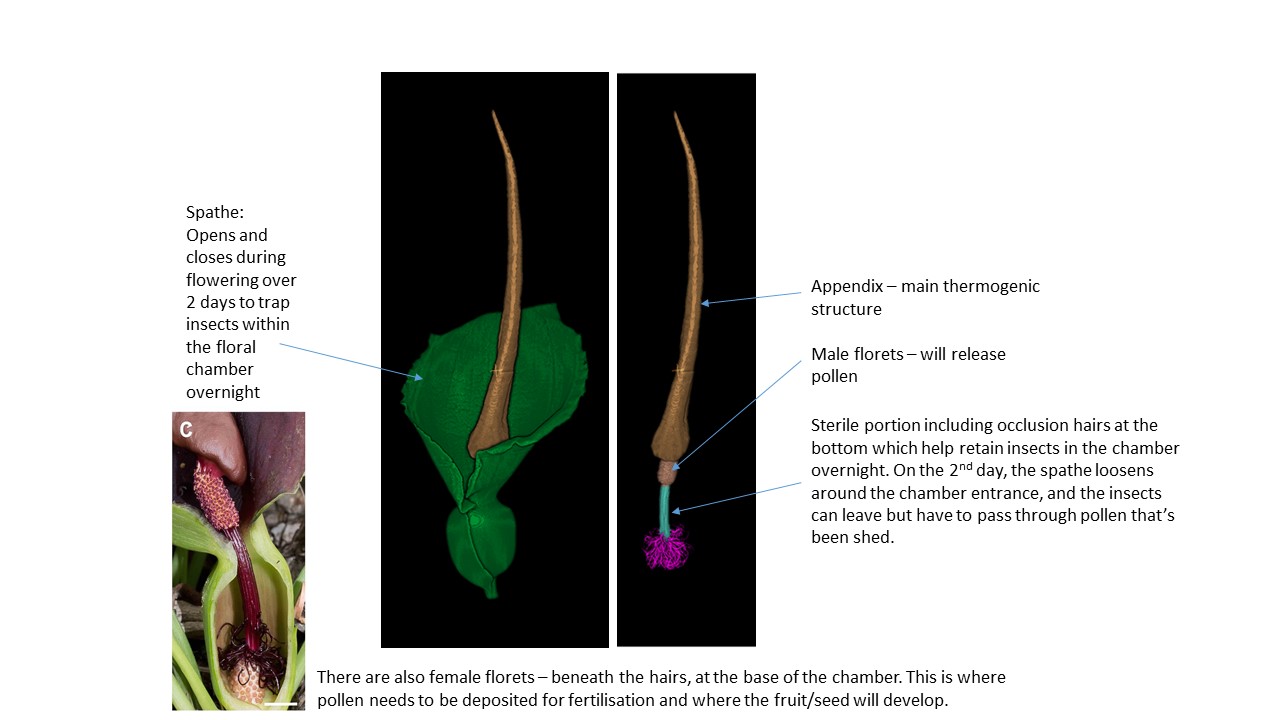 Spathe:
Opens and
closes during
flowering over
2 days to trap
insects within
the floral
chamber
overnight
C
Appendix – main thermogenic
structure
Male florets – will release
pollen
Sterile portion including occlusion hairs at the
bottom which help retain insects in the chamber
overnight. On the 2nd day, the spathe loosens
around the chamber entrance, and the insects
can leave but have to pass through pollen that’s
been shed.
There are also female florets – beneath the hairs, at the base of the chamber. This is where
pollen needs to be deposited for fertilisation and where the fruit/seed will develop.